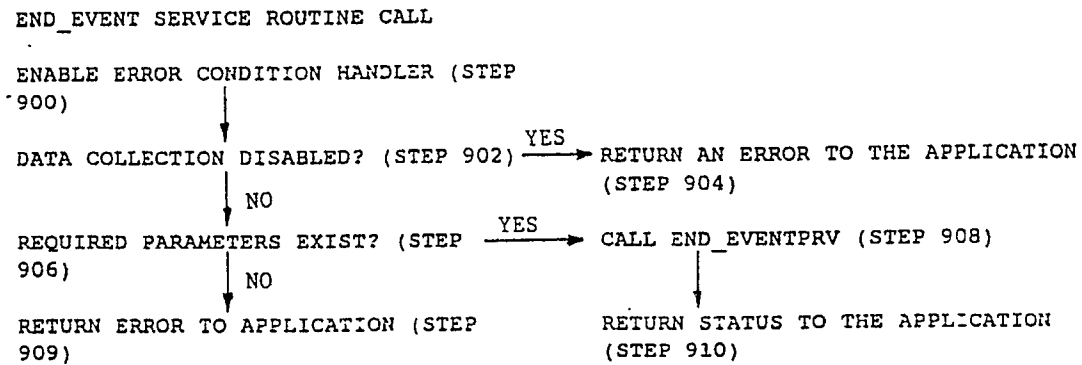 END_EVENT SERVICE ROUTINE CALL
ENABLE ERROR CONDITION HANDLER (STEP
900)
DATA COLLECTION DISABLED? (STEP 902)
YES
RETURN AN ERROR TO THE APPLICATION
(STEP 904)
NO
REQUIRED PARAMETERS EXIST? (STEP
906)
YES
CALL END_EVENTPRV (STEP 908)
NO
RETURN ERROR TO APPLICATION (STEP
909)
RETURN STATUS TO THE APPLICATION
(STEP 910)